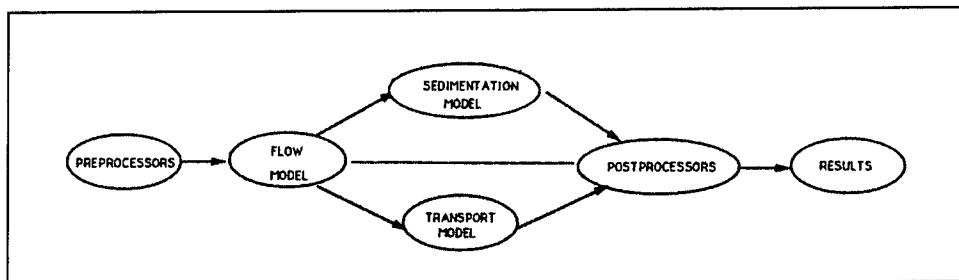 PREPROCESSORS
FLOW
MODEL
SEDIMENTATION
MODEL
TRANSPORT
MODEL
POSTPROCESSORS
RESULTS